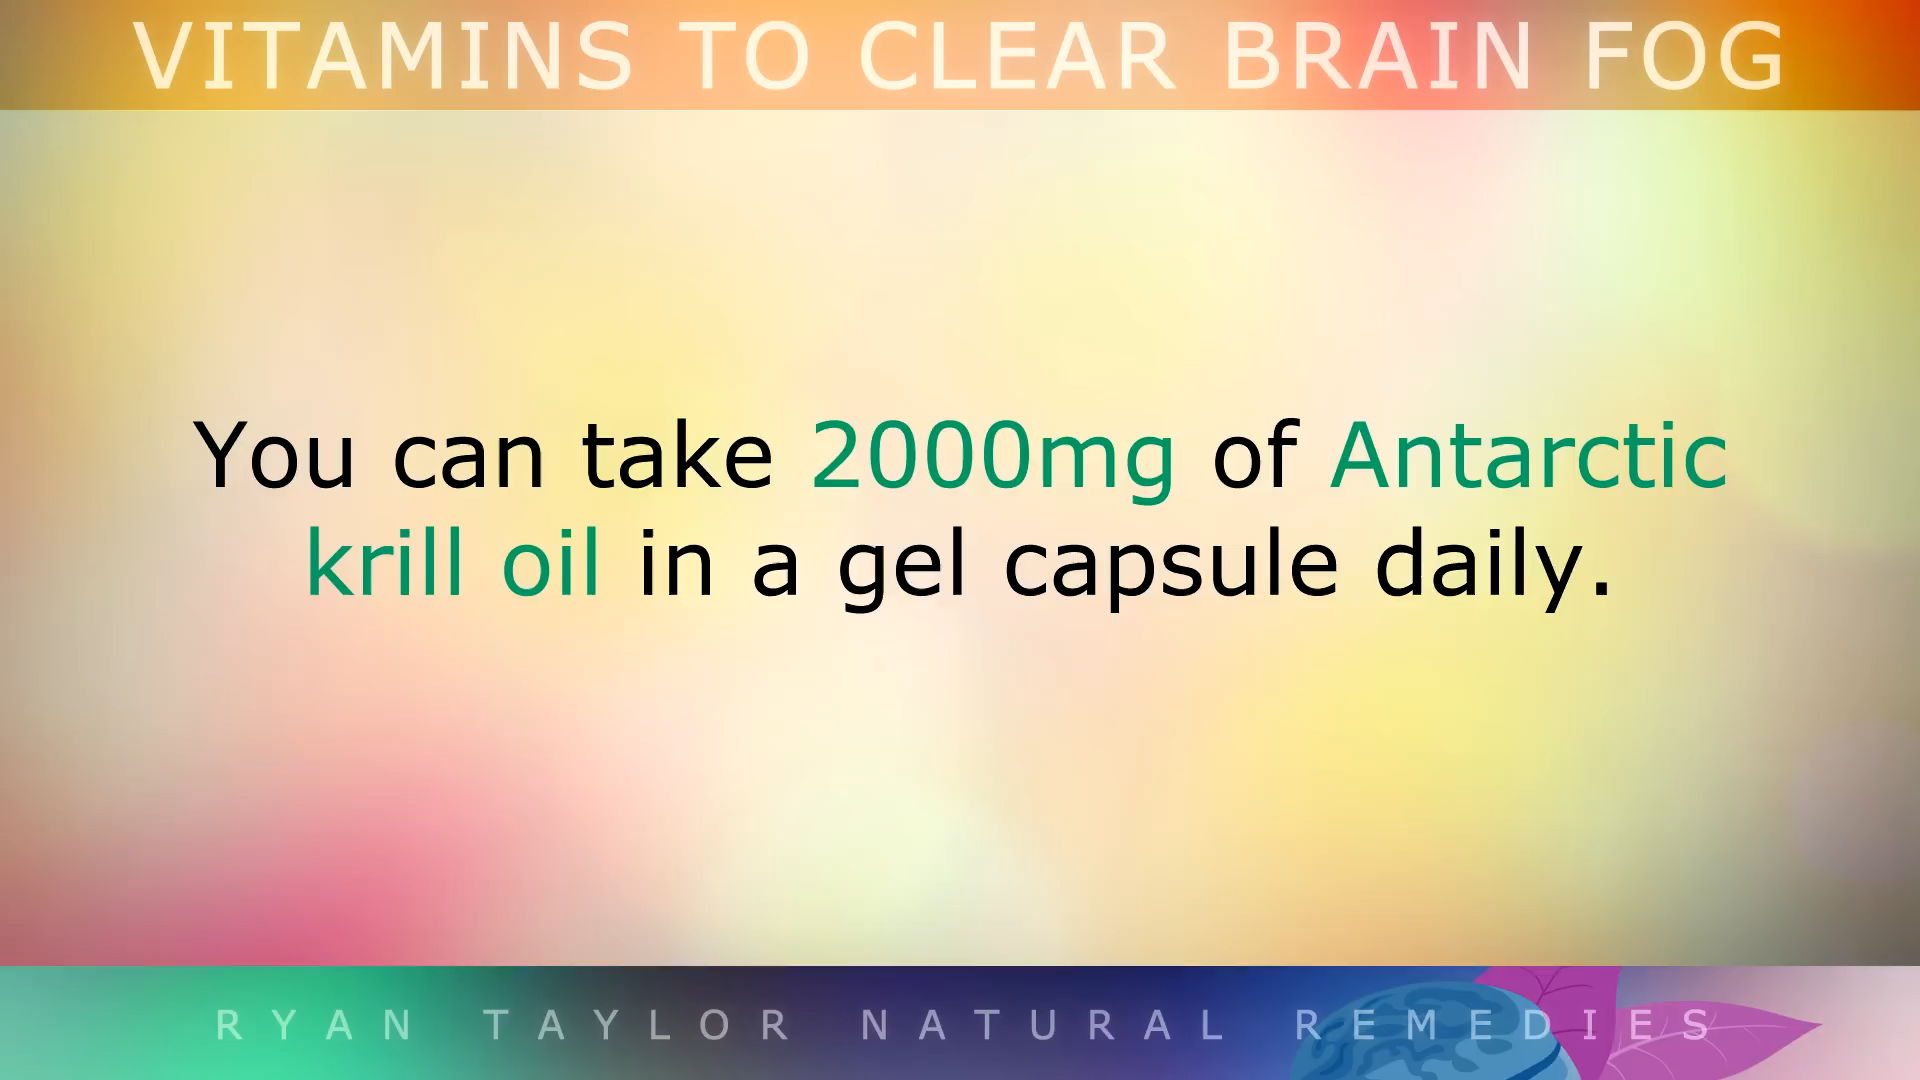 VITAMINS TO CLEAR BRAIN FOG
You can take 2000mg of Antarctic
krill oil in a gel capsule daily.
RYAN TAYLOR NATURAL REMEDIES